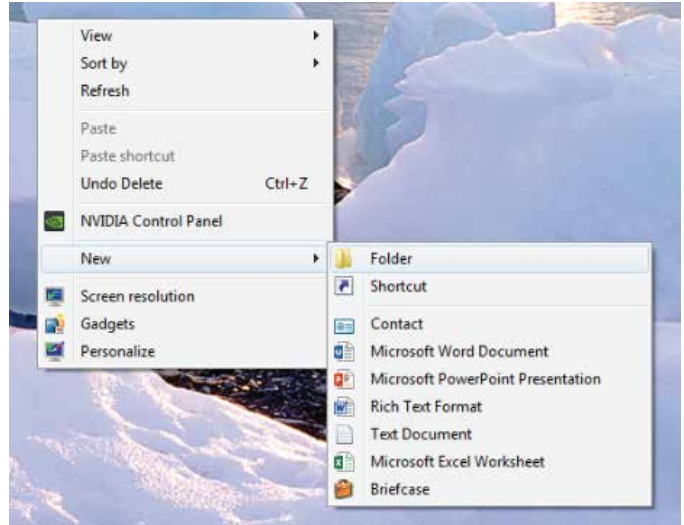 View
Sort by
Refresh
Paste
Paste shortcut
Undo Delete Ctrl+Z
NVIDIA Control Panel
New
Screen resolution
Gadgets
Personalize
Folder
Shortcut
Contact
Microsoft Word Document
Microsoft PowerPoint Presentation
Rich Text Format
Text Document
Microsoft Excel Worksheet
Briefcase